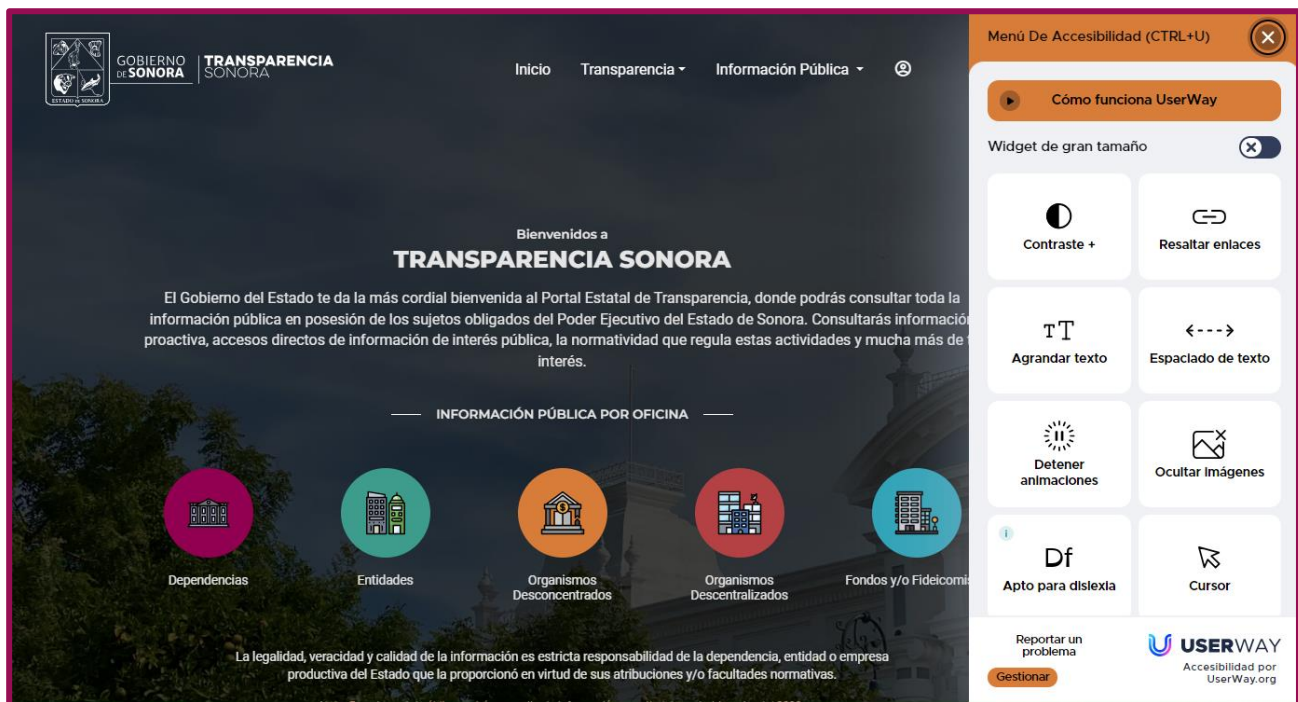 GOBIERNO
DE SONORA
TRANSPARENCIA
SONORA
ESTADO DE SONORA
Inicio Transparencia Información Pública
Bienvenidos a
TRANSPARENCIA SONORA
El Gobierno del Estado te da la más cordial bienvenida al Portal Estatal de Transparencia, donde podrás consultar toda la
información pública en posesión de los sujetos obligados del Poder Ejecutivo del Estado de Sonora. Consultarás informació
proactiva, accesos directos de información de interés pública, la normatividad que regula estas actividades y mucha más de
interés.
INFORMACIÓN PÚBLICA POR OFICINA
Dependencias
Entidades
Organismos
Desconcentrados
Organismos
Descentralizados
Fondos y/o Fideicomi
La legalidad, veracidad y calidad de la información es estricta responsabilidad de la dependencia, entidad o empresa
productiva del Estado que la proporcionó en virtud de sus atribuciones y/o facultades normativas.
Menú De Accesibilidad (CTRL+U)
Cómo funciona UserWay
Widget de gran tamaño
Contraste +
Resaltar enlaces
TT
Agrandar texto
Espaciado de texto
Detener
animaciones
Ocultar imágenes
i
Df
Apto para dislexia
Cursor
Reportar un
problema
Gestionar
USERWAY
Accesibilidad por
UserWay.org